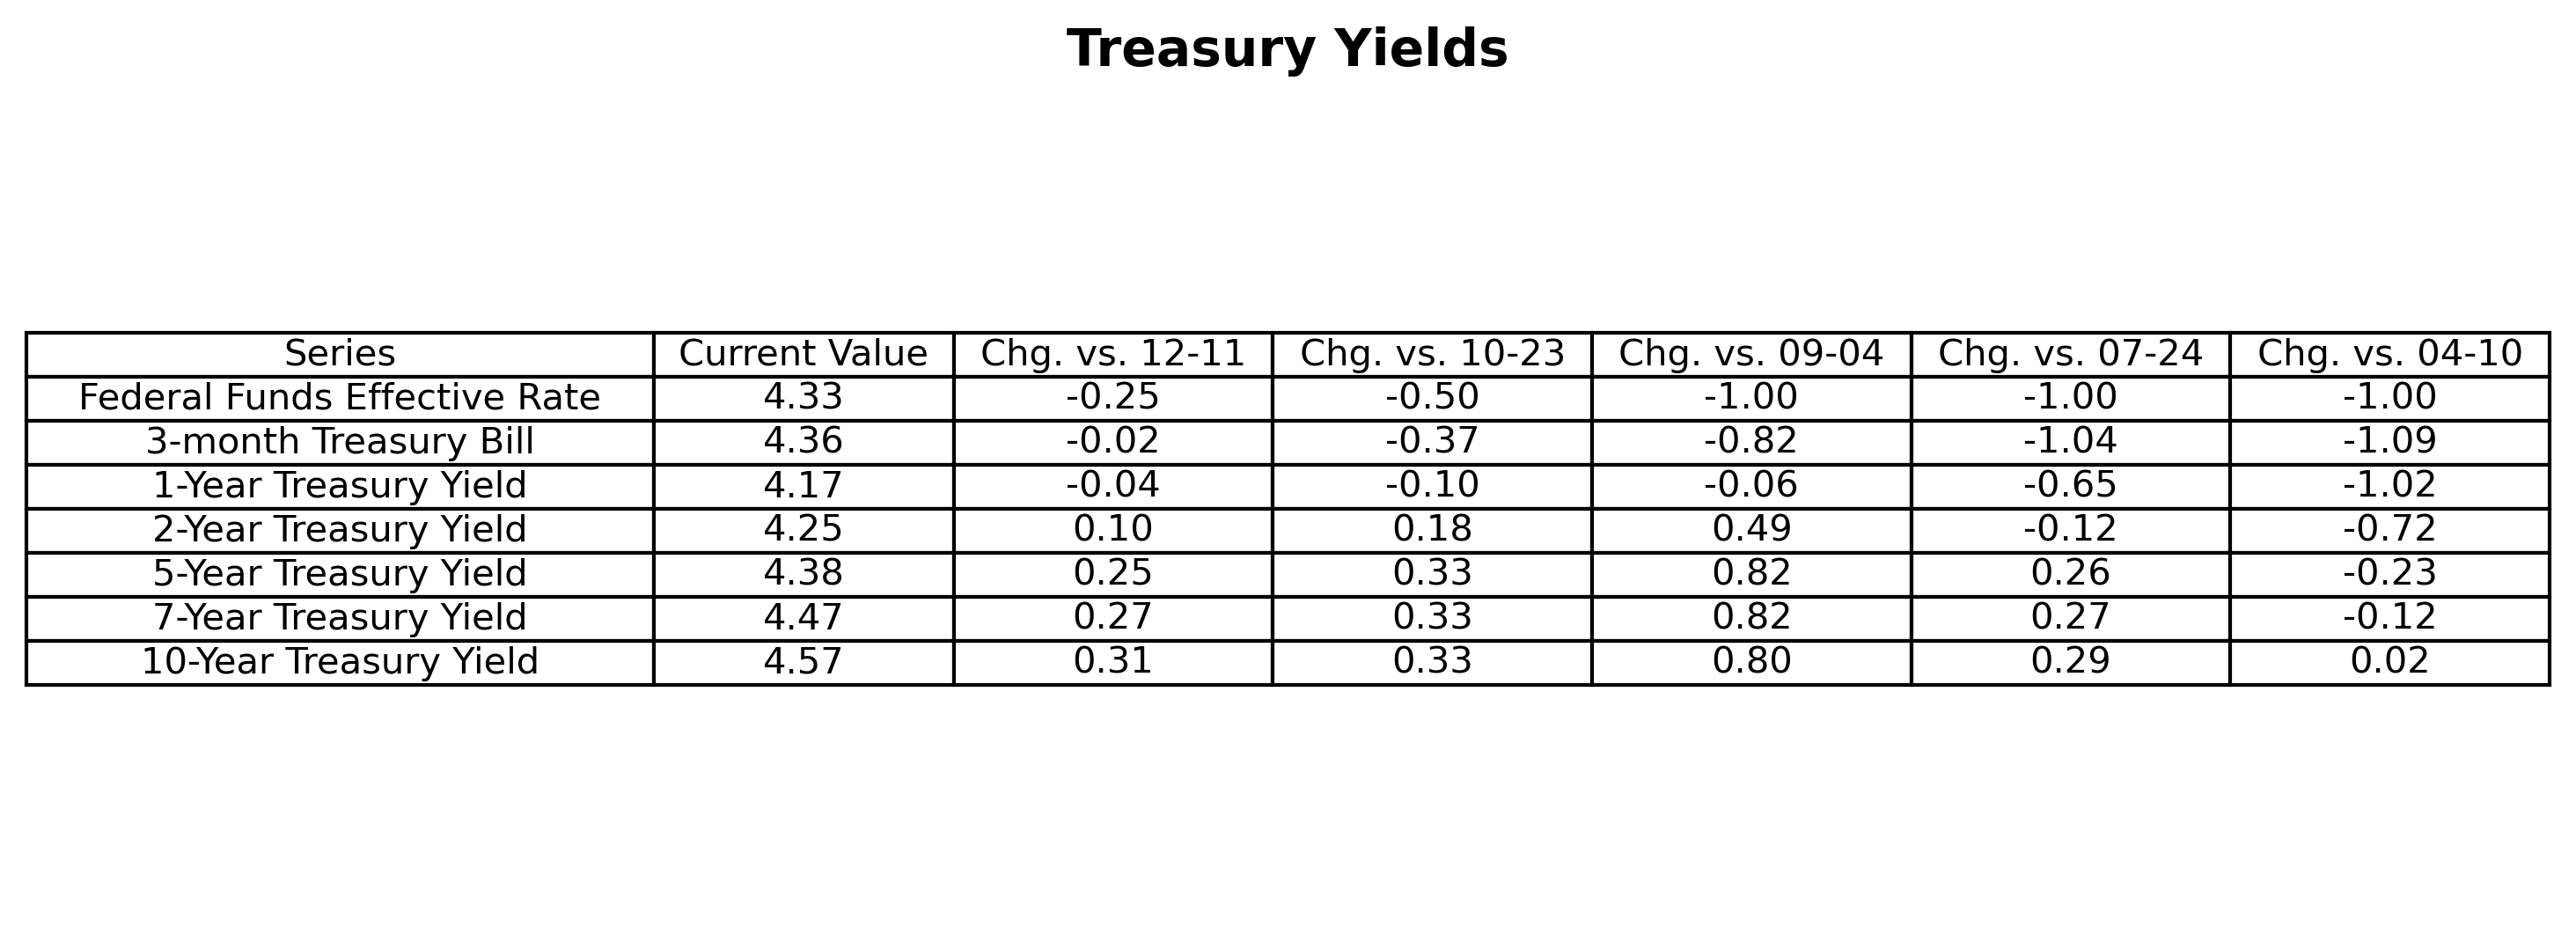 Treasury Yields
Series Current Value Chg. vs. 12-11 Chg. vs. 10-23 Chg. vs. 09-04 Chg. vs. 07-24 Chg. vs. 04-10
Federal Funds Effective Rate 4.33 -0.25 -0.50 -1.00 -1.00 -1.00
3-month Treasury Bill 4.36 -0.02 -0.37 -0.82 -1.04 -1.09
1-Year Treasury Yield 4.17 -0.04 -0.10 -0.06 -0.65 -1.02
2-Year Treasury Yield 4.25 0.10 0.18 0.49 -0.12 -0.72
5-Year Treasury Yield 4.38 0.25 0.33 0.82 0.26 -0.23
7-Year Treasury Yield 4.47 0.27 0.33 0.82 0.27 -0.12
10-Year Treasury Yield 4.57 0.31 0.33 0.80 0.29 0.02